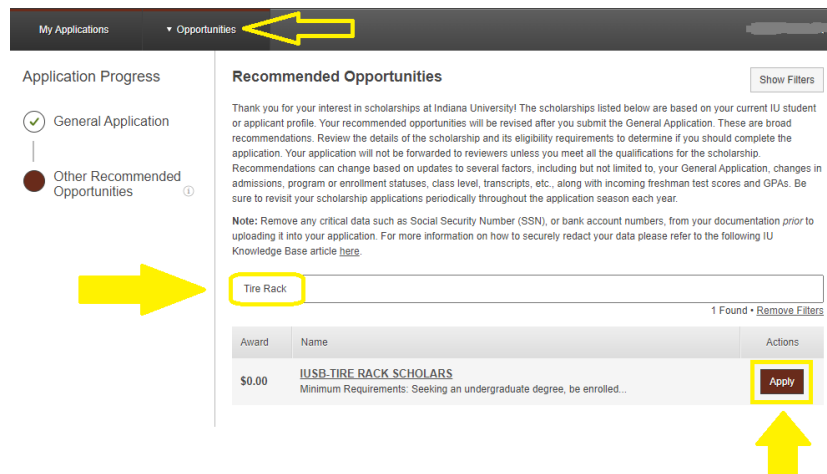 My Applications ▾ Opportunities
Application Progress
General Application
Other Recommended
Opportunities
Recommended Opportunities
Show Filters
Thank you for your interest in scholarships at Indiana University! The scholarships listed below are based on your current IU student
or applicant profile. Your recommended opportunities will be revised after you submit the General Application. These are broad
recommendations. Review the details of the scholarship and its eligibility requirements to determine if you should complete the
application. Your application will not be forwarded to reviewers unless you meet all the qualifications for the scholarship.
Recommendations can change based on updates to several factors, including but not limited to, your General Application, changes in
admissions, program or enrollment statuses, class level, transcripts, etc., along with incoming freshman test scores and GPAs. Be
sure to revisit your scholarship applications periodically throughout the application season each year.
Note: Remove any critical data such as Social Security Number (SSN), or bank account numbers, from your documentation prior to
uploading it into your application. For more information on how to securely redact your data please refer to the following IU
Knowledge Base article here.
Tire Rack
1 Found • Remove Filters
Award Name Actions
$0.00 IUSB-TIRE RACK SCHOLARS Apply
Minimum Requirements: Seeking an undergraduate degree, be enrolled...